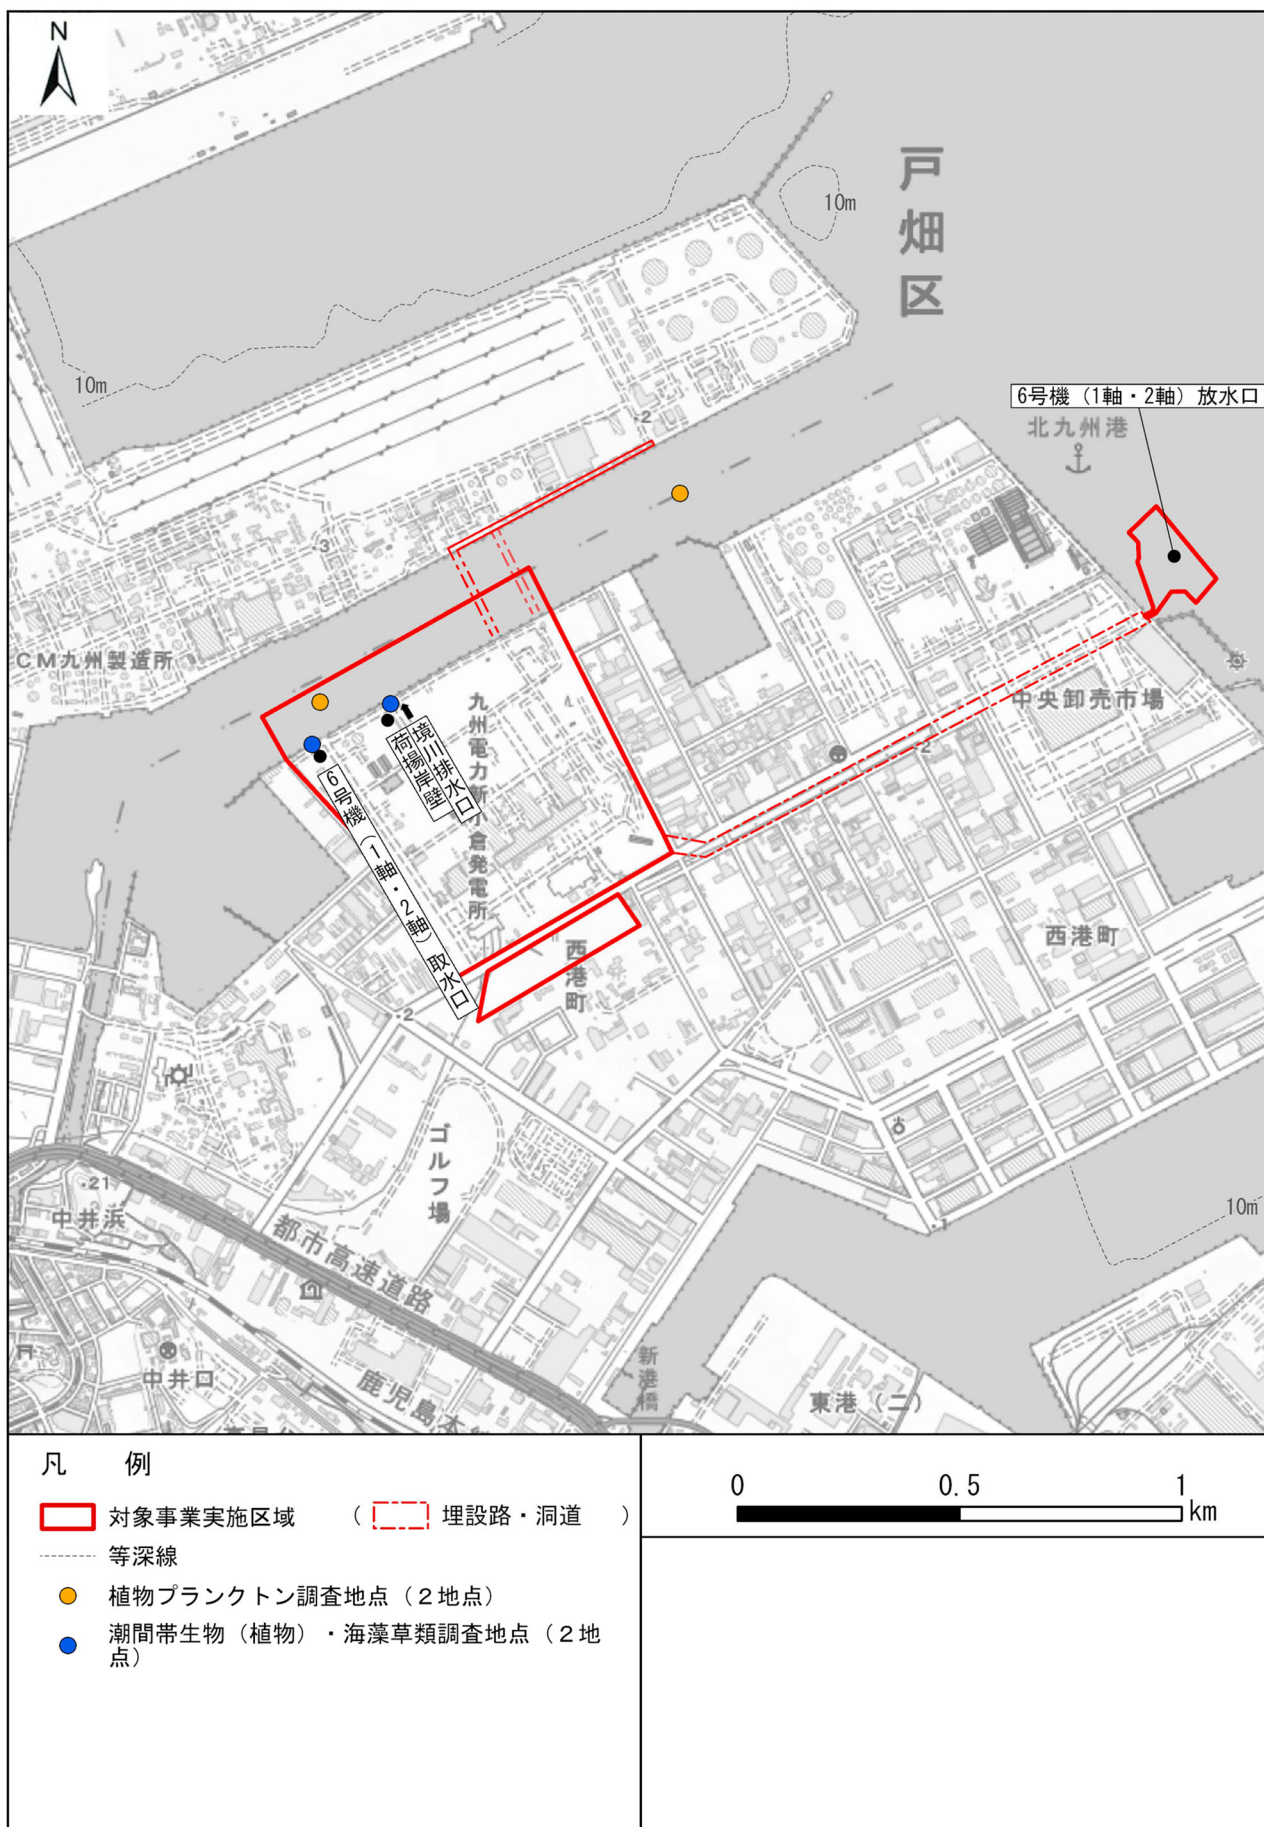 N
戸畑区
10m
10m
6号機（1軸・2軸）放水口
北九州港
2
3
CM九州製造所
九州電力新小倉発電所
境川排水口
荷揚岸壁
6号機（1軸・2軸）取水口
中央卸売市場
2
西港町
西港町
2
ゴルフ場
21
中井浜
都市高速道路
1
10m
中井口
鹿児島本
新港橋
東港（二）
凡　例
対象事業実施区域　（　埋設路・洞道　）
等深線
植物プランクトン調査地点（２地点）
潮間帯生物（植物）・海藻草類調査地点（２地
点）
0　0.5　1
km